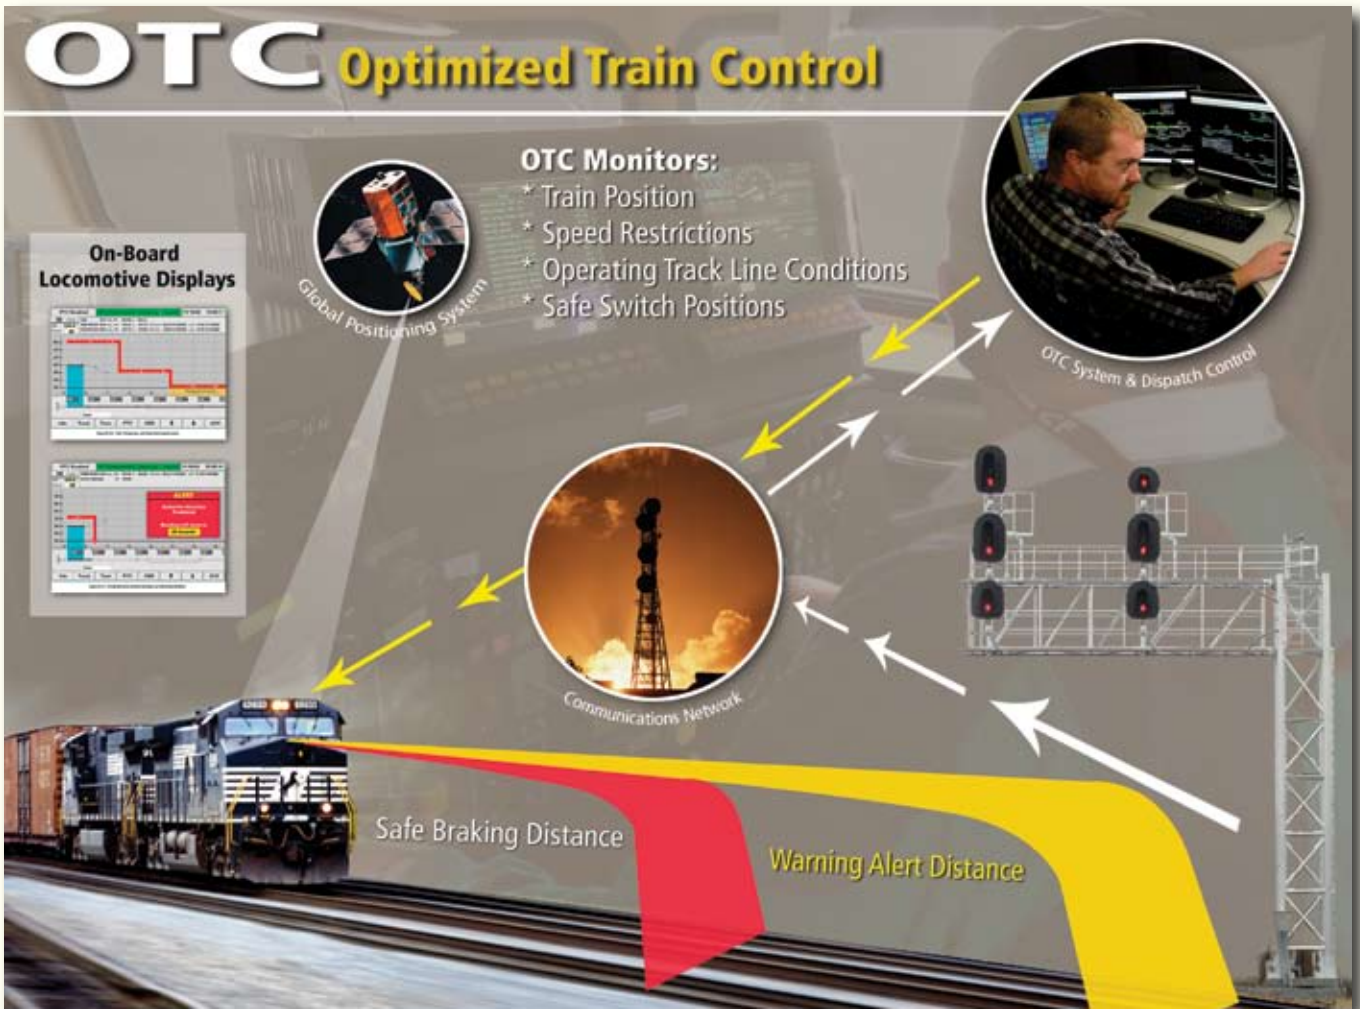 OTC Optimized Train Control
OTC Monitors:
* Train Position
* Speed Restrictions
* Operating Track Line Conditions
* Safe Switch Positions
On-Board
Locomotive Displays
ALERT
Global Positioning System
OTC System & Dispatch Control
Communications Network
Safe Braking Distance
Warning Alert Distance